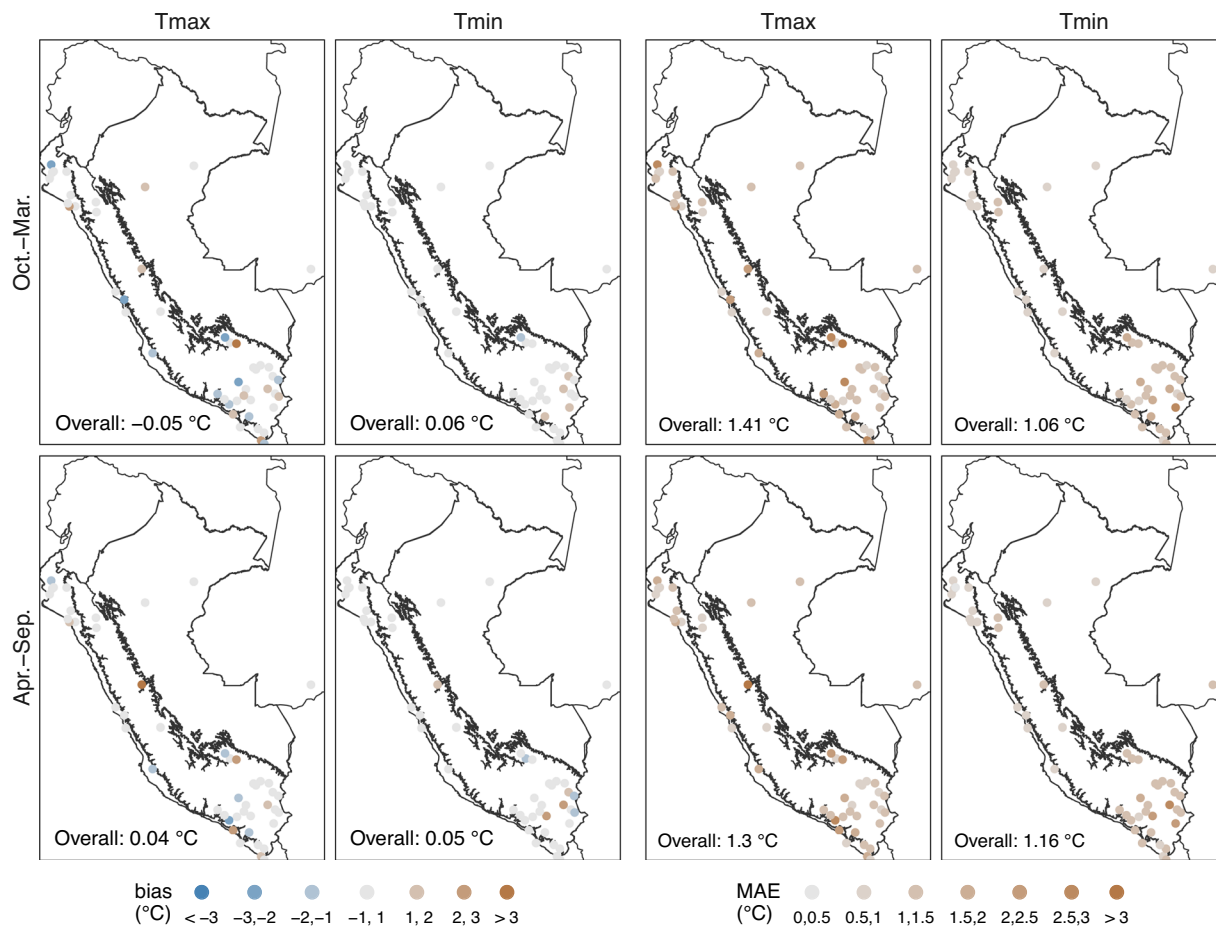 Tmax Tmin Tmax Tmin
Oct.–Mar.
Overall: −0.05 °C Overall: 0.06 °C Overall: 1.41 °C Overall: 1.06 °C
Apr.–Sep.
Overall: 0.04 °C Overall: 0.05 °C Overall: 1.3 °C Overall: 1.16 °C
bias MAE
(°C) < −3 −3,−2 −2,−1 −1, 1 1, 2 2, 3 > 3 (°C) 0,0.5 0.5,1 1,1.5 1.5,2 2,2.5 2.5,3 > 3